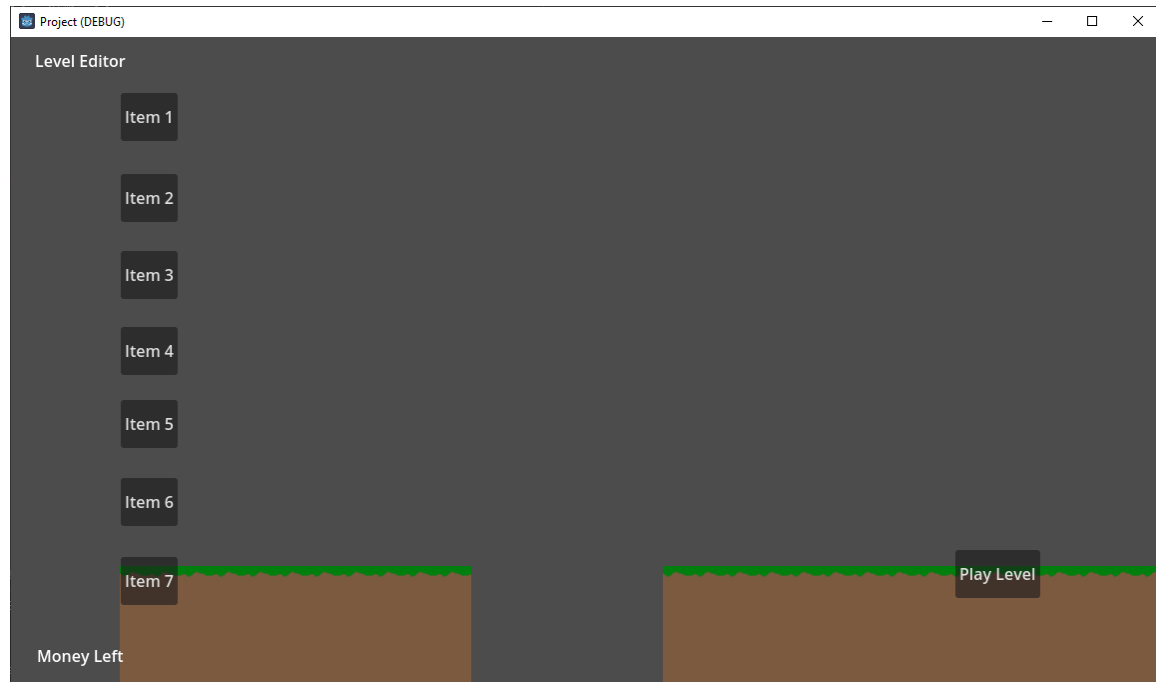 Project (DEBUG)
Level Editor
Item 1
Item 2
Item 3
Item 4
Item 5
Item 6
Item 7
Play Level
Money Left